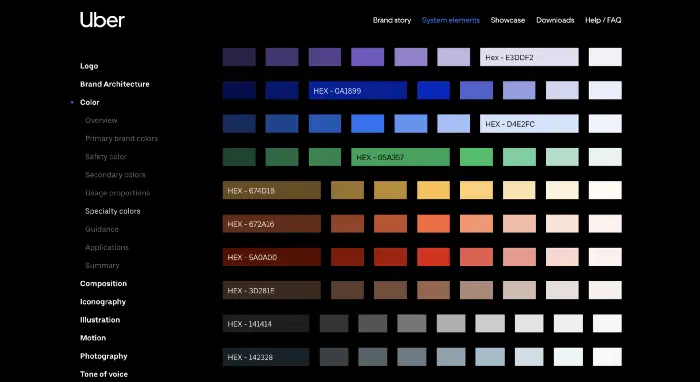 Uber
Brand story System elements Showcase Downloads Help / FAQ
Logo
Brand Architecture
Color
Overview
Primary brand colors
Safety color
Secondary colors
Usage proportions
Specialty colors
Guidance
Applications
Summary
Composition
Iconography
Illustration
Motion
Photography
Tone of voice
Hex - E3DDF2
HEX - 0A1899
HEX - D4E2FC
HEX - 05A357
HEX - 674D1B
HEX - 672A16
HEX - 5A0A00
HEX - 3D281E
HEX - 141414
HEX - 142328